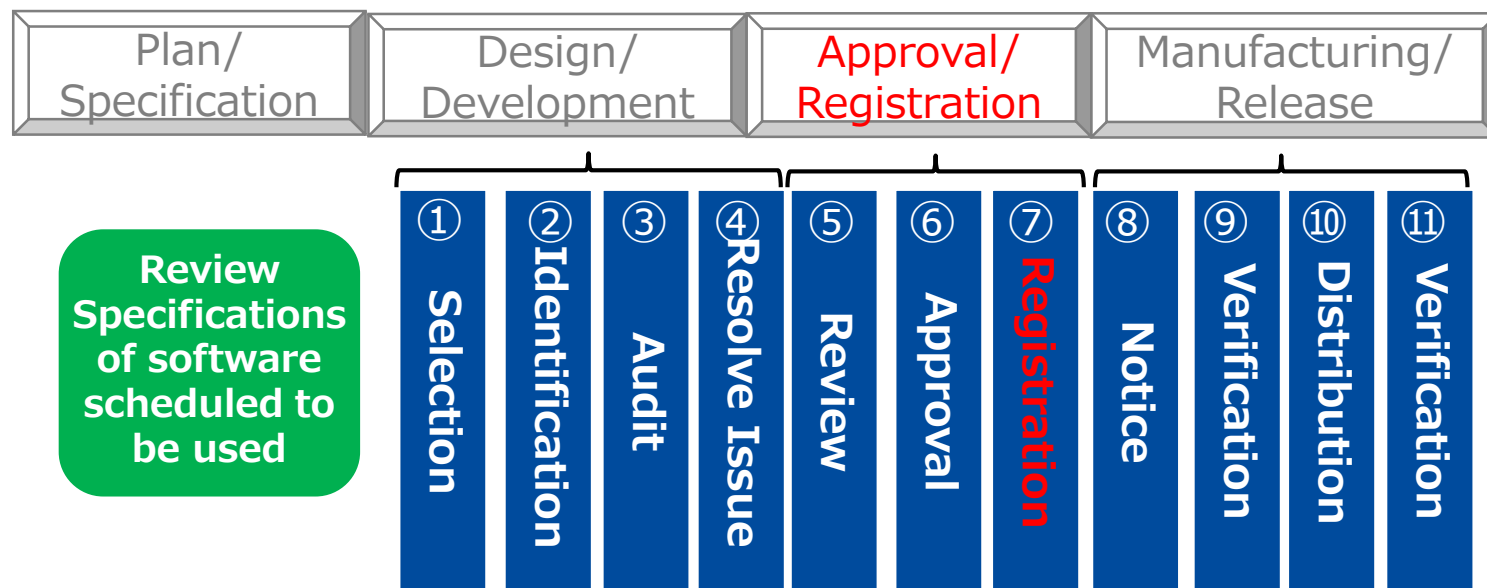 Plan/
Specification
Design/
Development
Approval/
Registration
Manufacturing/
Release
Review
Specifications
of software
scheduled to
be used
① Selection
② Identification
③ Audit
④ Resolve Issue
⑤ Review
⑥ Approval
⑦ Registration
⑧ Notice
⑨ Verification
⑩ Distribution
⑪ Verification